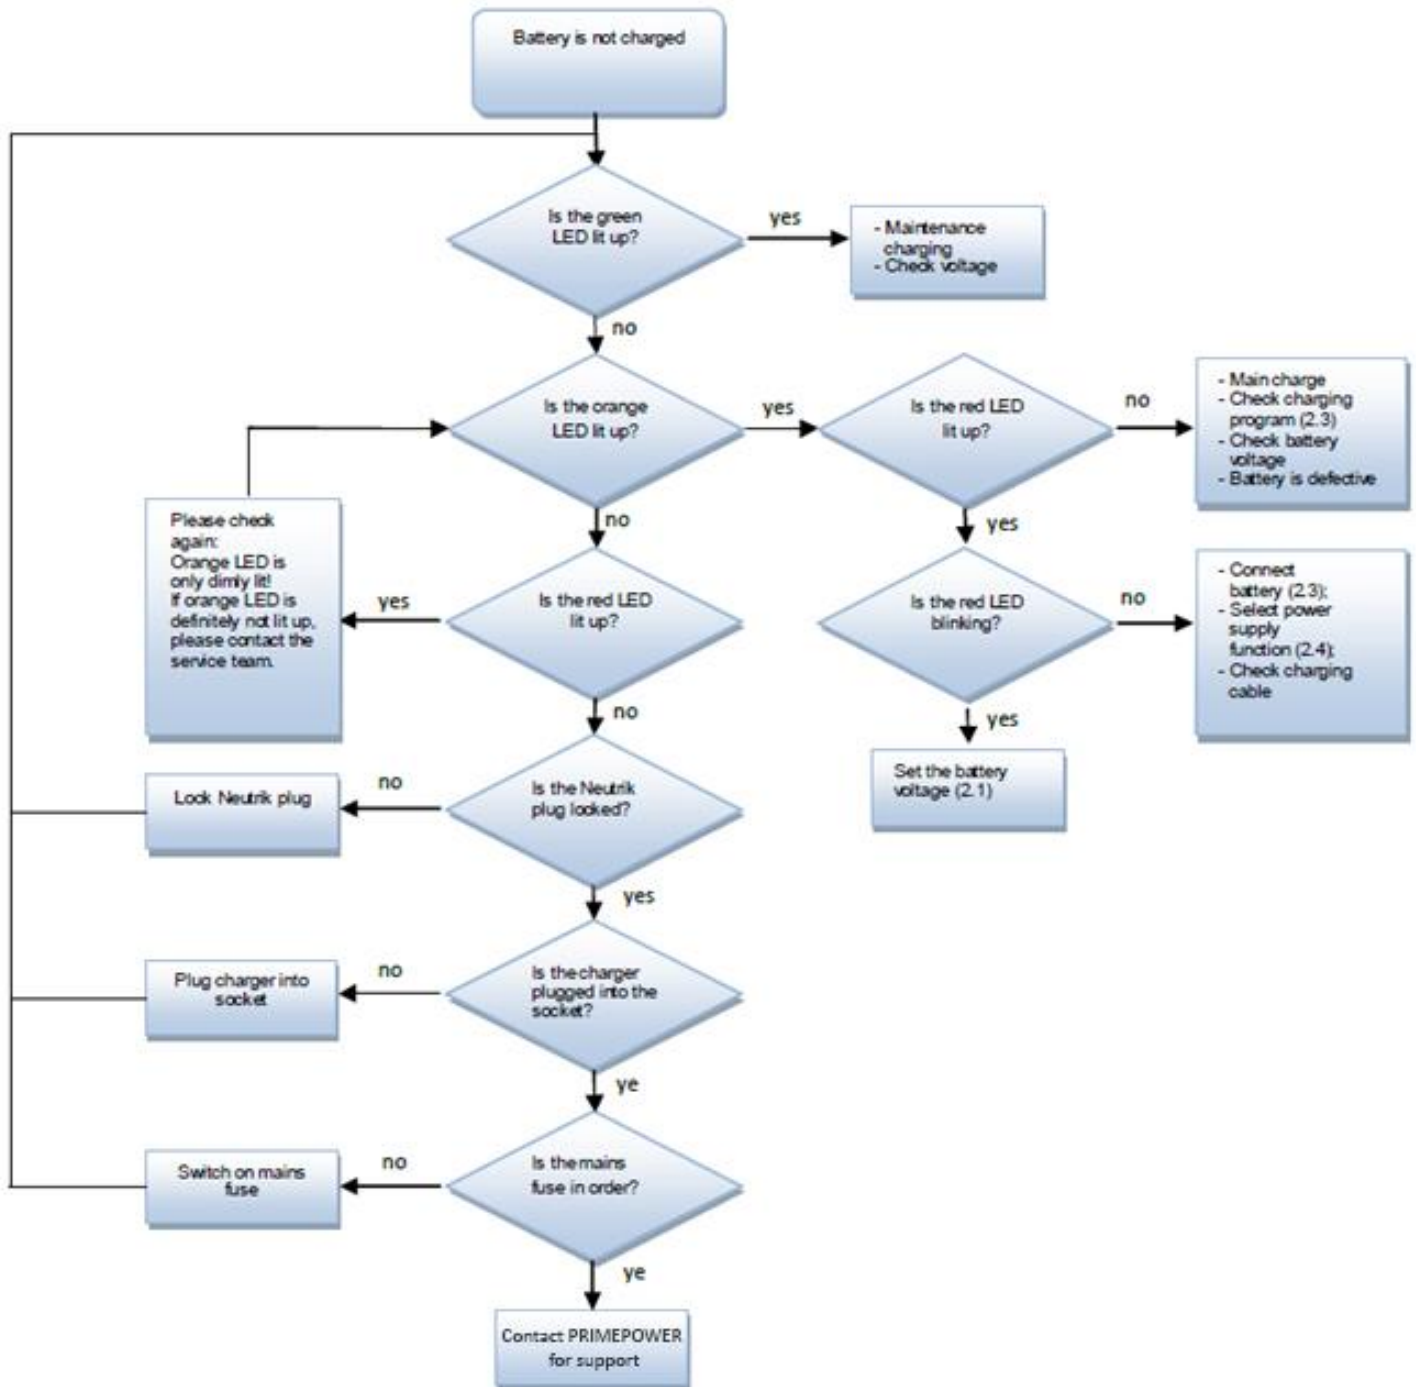 Battery is not charged
Is the green
LED lit up?
yes
- Maintenance
charging
- Check voltage
no
Is the orange
LED lit up?
yes
Is the red LED
lit up?
no
- Main charge
- Check charging
program (2.3)
- Check battery
voltage
- Battery is defective
Please check
again:
Orange LED is
only dimly lit!
If orange LED is
definitely not lit up,
please contact the
service team.
no
yes
Is the red LED
lit up?
yes
Is the red LED
blinking?
no
- Connect
battery (2.3);
- Select power
supply
function (2.4);
- Check charging
cable
no
yes
Set the battery
voltage (2.1)
Lock Neutrik plug
no
Is the Neutrik
plug locked?
yes
Plug charger into
socket
no
Is the charger
plugged into the
socket?
ye
Switch on mains
fuse
no
Is the mains
fuse in order?
ye
Contact PRIMEPOWER
for support